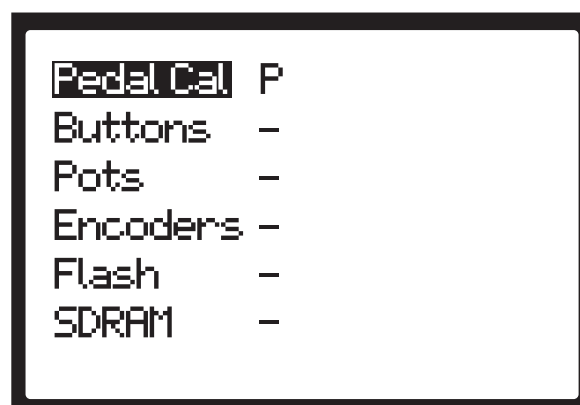 Pedal Cal P
Buttons –
Pots –
Encoders –
Flash –
SDRAM –